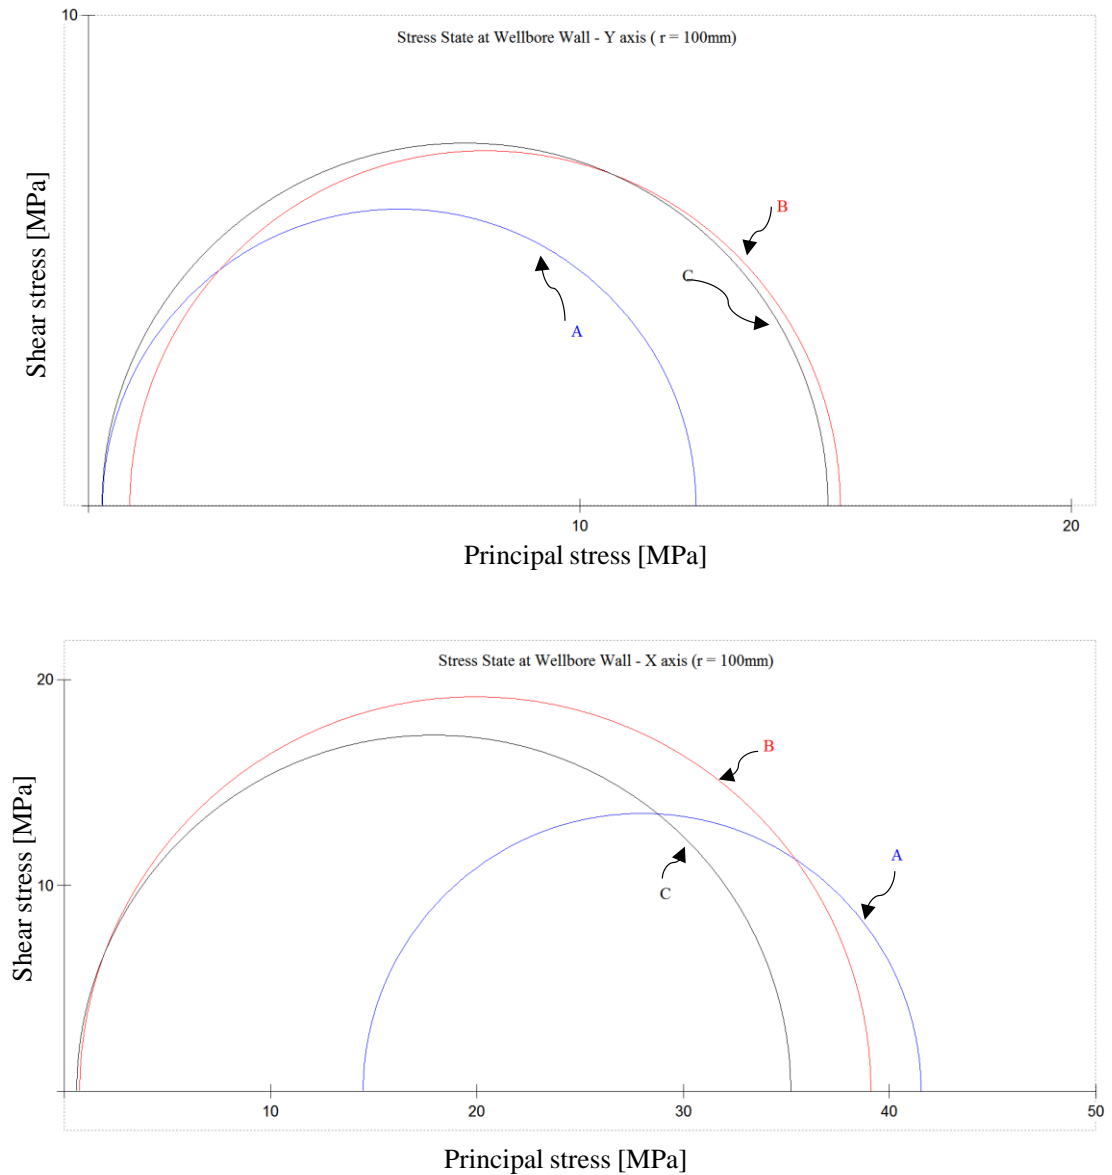 10
Stress State at Wellbore Wall - Y axis ( r = 100mm)
Shear stress [MPa]
B
C
A
10
20
Principal stress [MPa]
Stress State at Wellbore Wall - X axis (r = 100mm)
20
Shear stress [MPa]
B
A
C
10
10
20
30
40
50
Principal stress [MPa]